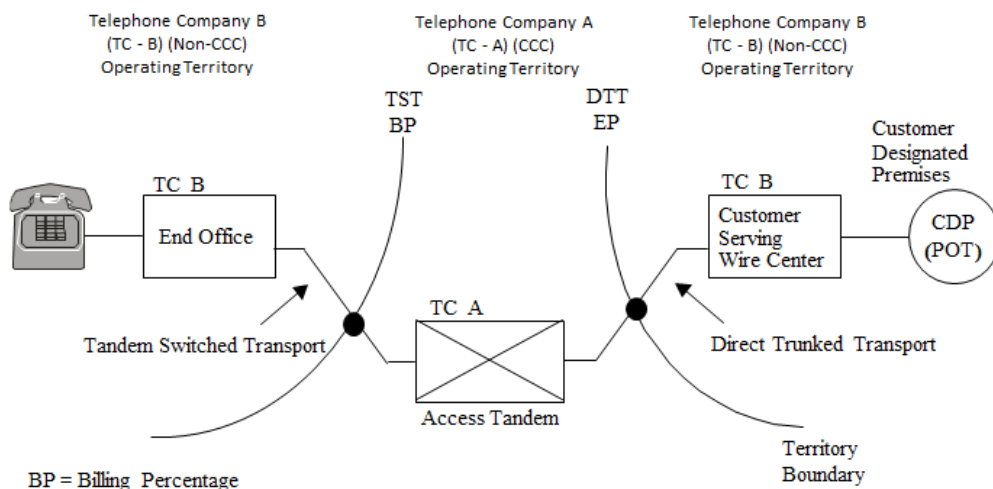 Telephone Company B
(TC - B) (Non-CCC)
Operating Territory
Telephone Company A
(TC - A) (CCC)
Operating Territory
Telephone Company B
(TC - B) (Non-CCC)
Operating Territory
TST
BP
DTT
EP
Customer
Designated
Premises
TC B
End Office
TC B
Customer
Serving
Wire Center
CDP
(POT)
TC A
Tandem Switched Transport
Direct Trunked Transport
Access Tandem
Territory
Boundary
BP = Billing Percentage